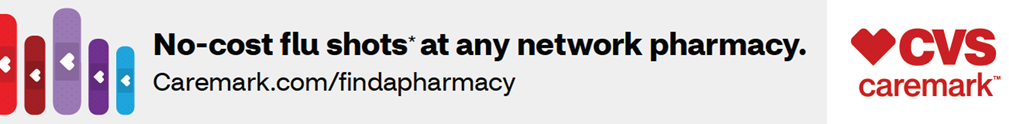 No-cost flu shots* at any network pharmacy.
Caremark.com/findapharmacy
CVS
caremark™